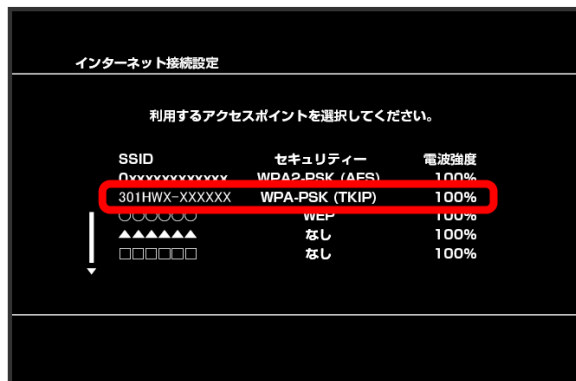 インターネット接続設定
利用するアクセスポイントを選択してください。
SSID セキュリティー 電波強度
0xxxxxxxxxxxx WPA2-PSK (AES) 100%
301HWX-XXXXXX WPA-PSK (TKIP) 100%
○○○○○○ WEP 100%
▲▲▲▲▲▲ なし 100%
□□□□□□ なし 100%